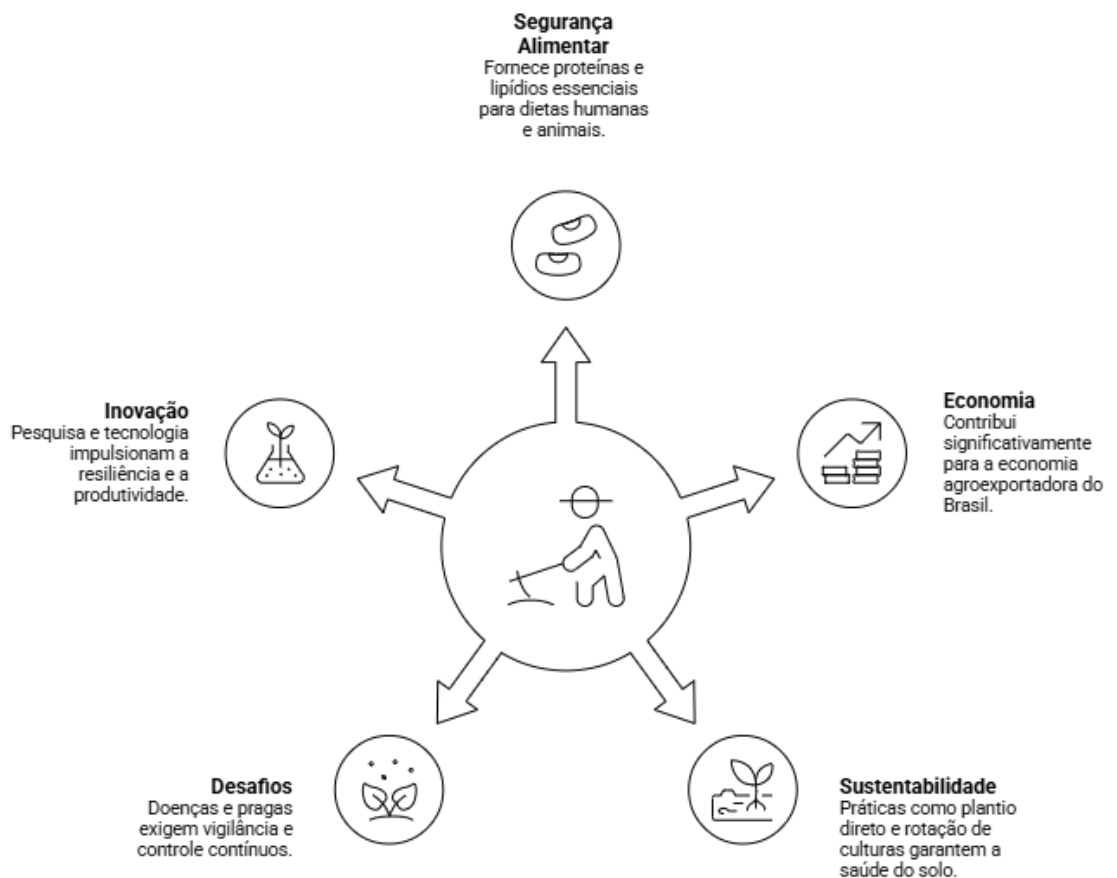 Segurança
Alimentar
Fornece proteínas e
lipídios essenciais
para dietas humanas
e animais.
Inovação
Pesquisa e tecnologia
impulsionam a
resiliência e a
produtividade.
Economia
Contribui
significativamente
para a economia
agroexportadora do
Brasil.
Desafios
Doenças e pragas
exigem vigilância e
controle contínuos.
Sustentabilidade
Práticas como plantio
direto e rotação de
culturas garantem a
saúde do solo.